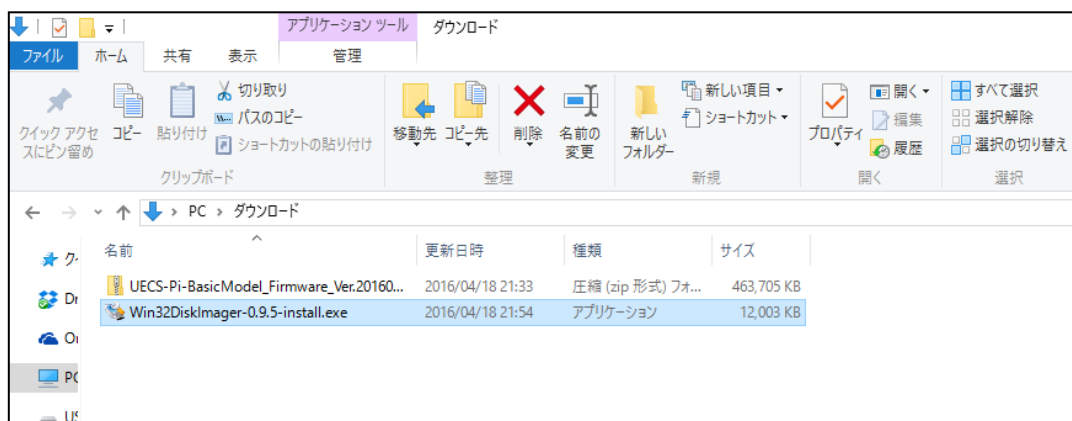 アプリケーション ツール ダウンロード
ファイル ホーム 共有 表示 管理
クイック アクセスにピン留め
コピー
貼り付け
切り取り
パスのコピー
ショートカットの貼り付け
クリップボード
移動先
コピー先
削除
名前の変更
整理
新しいフォルダー
新しい項目
ショートカット
新規
プロパティ
開く
編集
履歴
開く
すべて選択
選択解除
選択の切り替え
選択
PC › ダウンロード
名前 更新日時 種類 サイズ
UECS-Pi-BasicModel_Firmware_Ver.20160... 2016/04/18 21:33 圧縮 (zip 形式) フォ... 463,705 KB
Win32DiskImager-0.9.5-install.exe 2016/04/18 21:54 アプリケーション 12,003 KB
PC